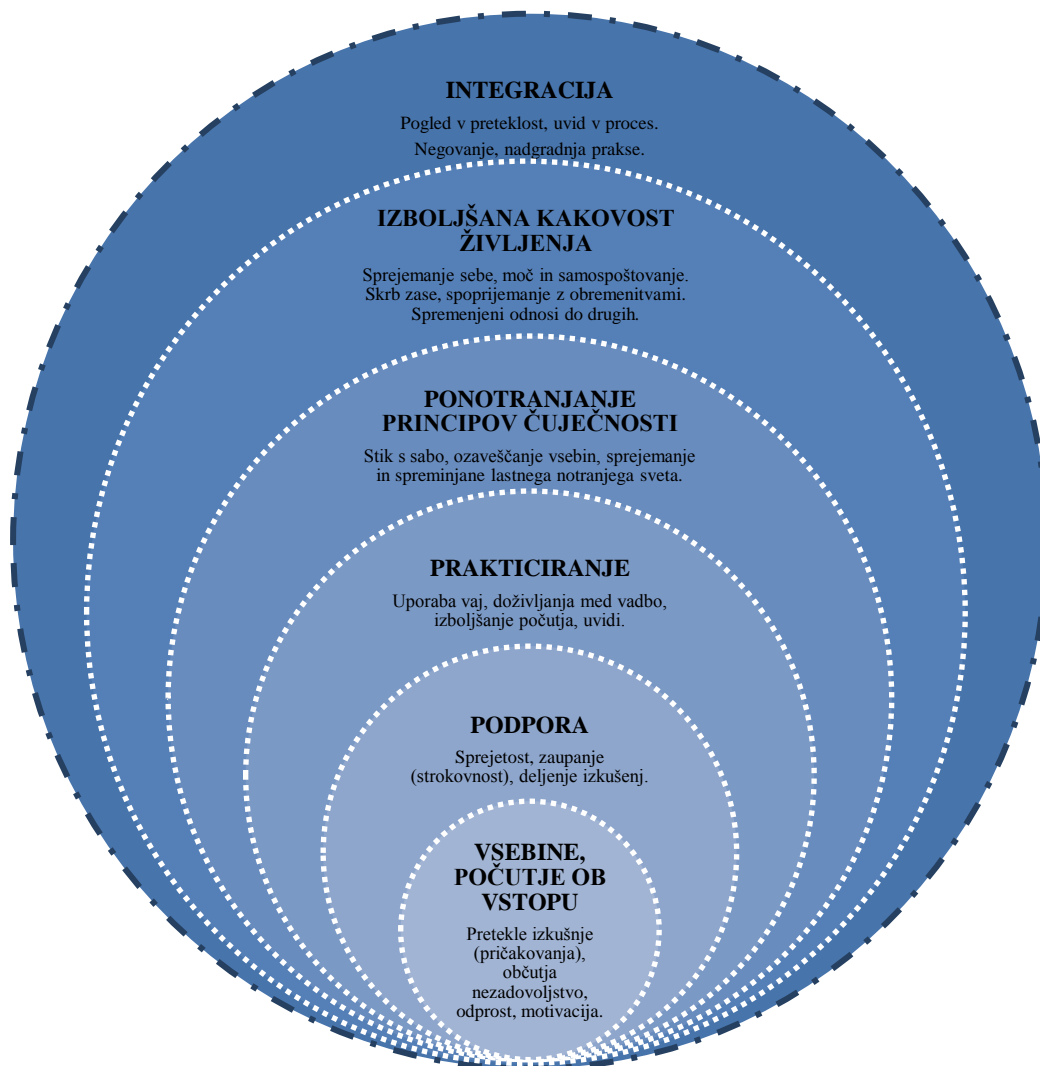 INTEGRACIJA
Pogled v preteklost, uvid v proces.
Negovanje, nadgradnja prakse.
IZBOLJŠANA KAKOVOST
ŽIVLJENJA
Sprejemanje sebe, moč in samospoštovanje.
Skrb zase, spoprijemanje z obremenitvami.
Spremenjeni odnosi do drugih.
PONOTRANJANJE
PRINCIPOV ČUJEČNOSTI
Stik s sabo, ozaveščanje vsebin, sprejemanje
in spreminjane lastnega notranjega sveta.
PRAKTICIRANJE
Uporaba vaj, doživljanja med vadbo,
izboljšanje počutja, uvidi.
PODPORA
Sprejetost, zaupanje
(strokovnost), deljenje izkušenj.
VSEBINE,
POČUTJE OB
VSTOPU
Pretekle izkušnje
(pričakovanja),
občutja
nezadovoljstvo,
odprost, motivacija.